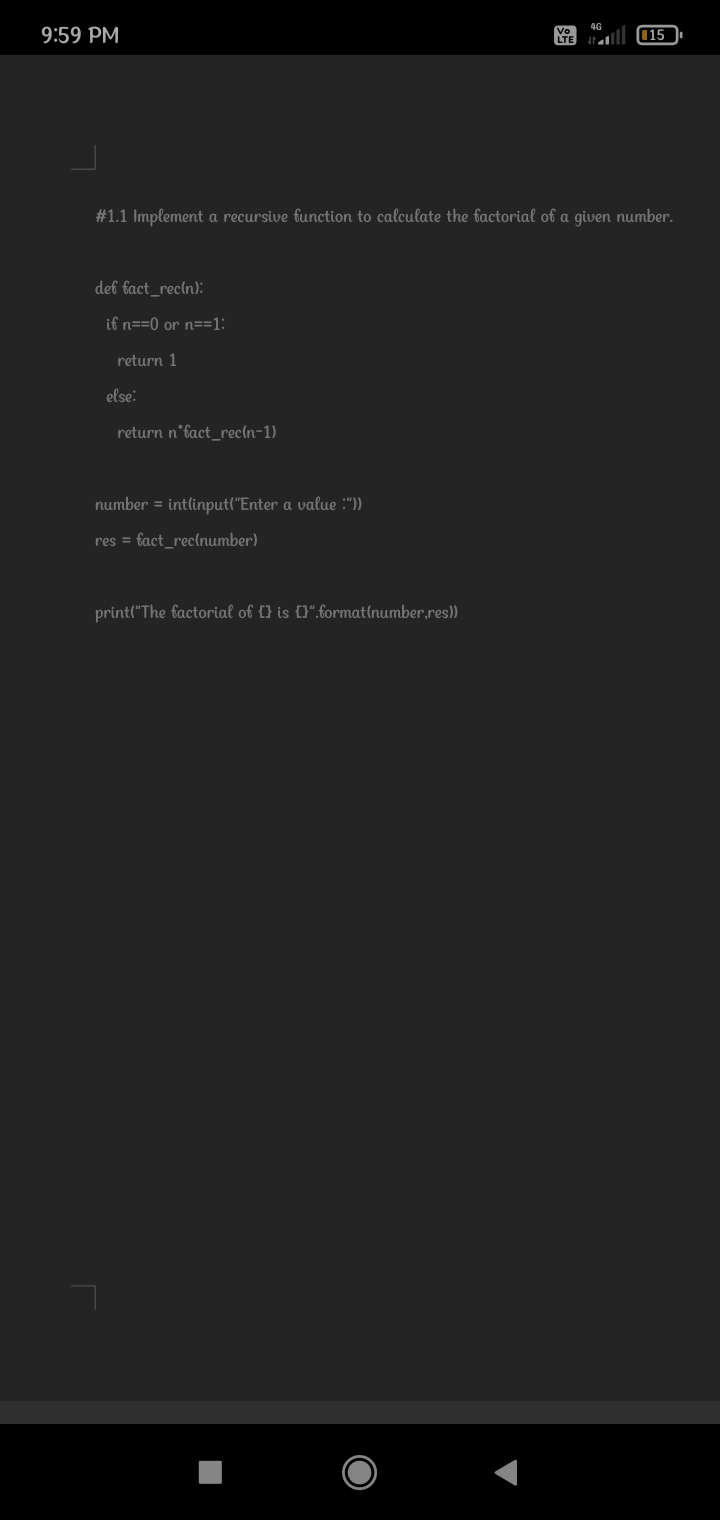 9:59 PM
Vo LTE 4G 15
#1.1 Implement a recursive function to calculate the factorial of a given number.
def fact_rec(n):
if n==0 or n==1:
return 1
else:
return n*fact_rec(n-1)
number = int(input("Enter a value :"))
res = fact_rec(number)
print("The factorial of {} is {}".format(number,res))